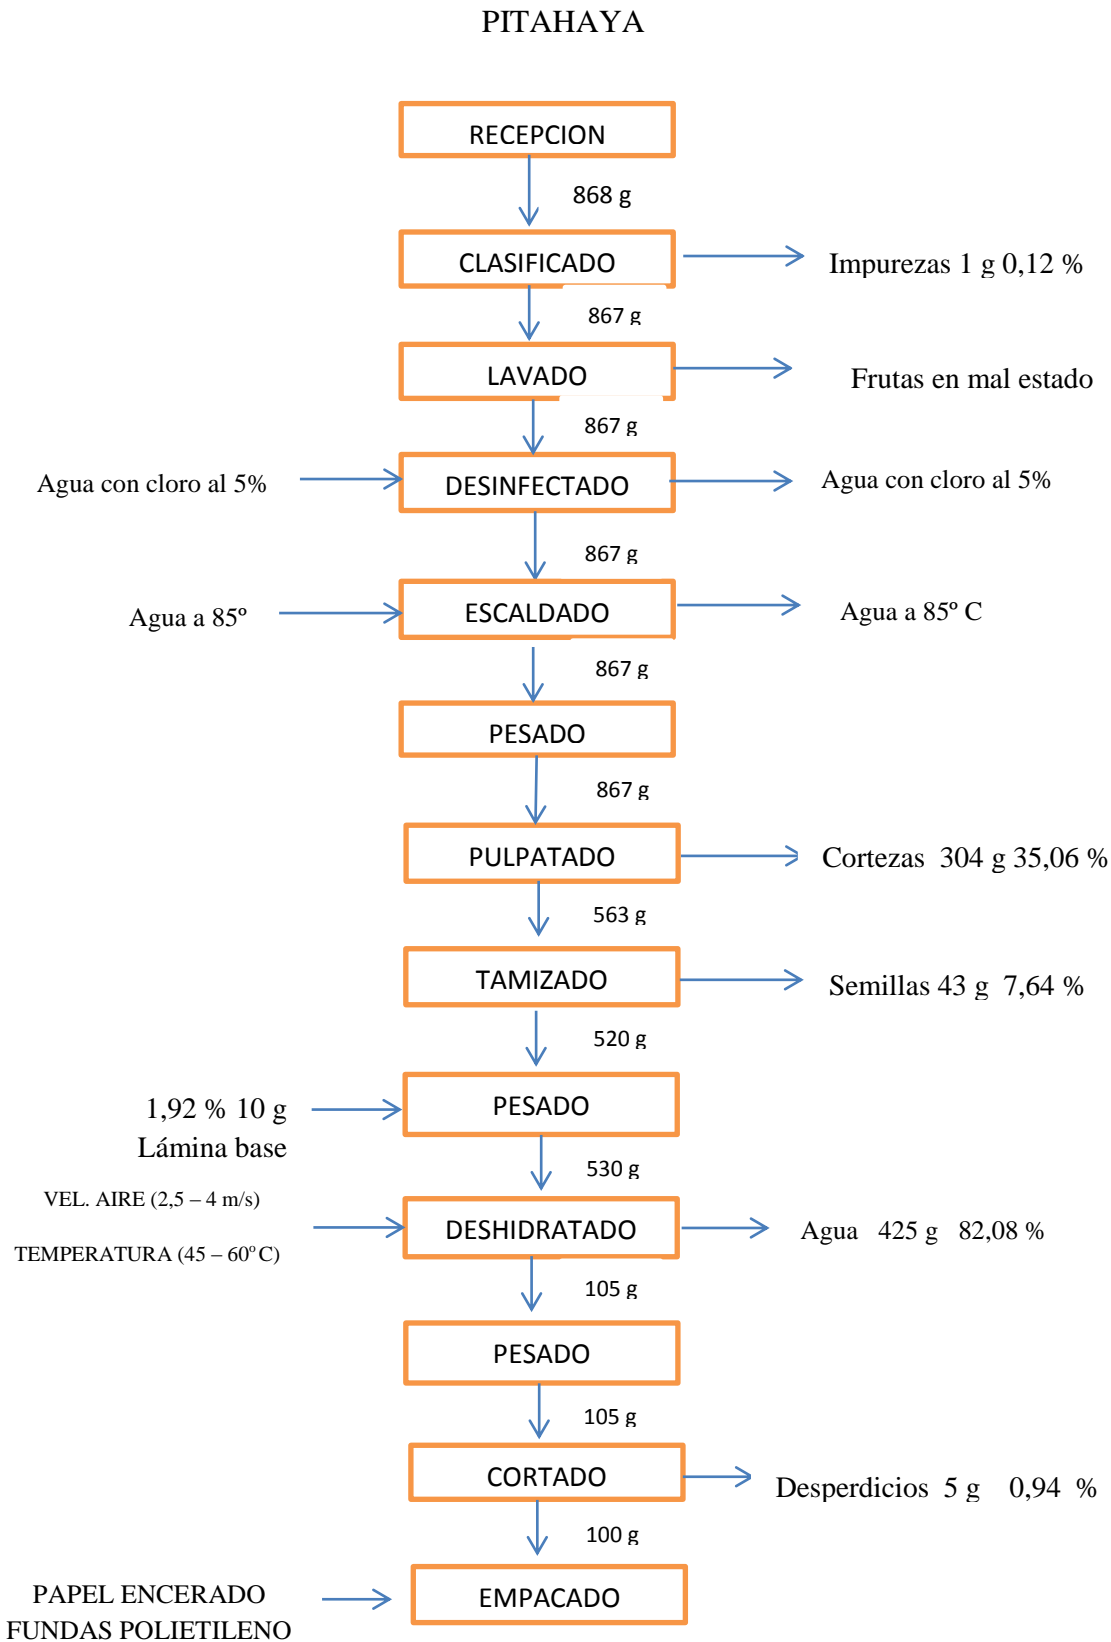 PITAHAYA
RECEPCION
868 g
CLASIFICADO
Impurezas 1 g 0,12 %
867 g
LAVADO
Frutas en mal estado
867 g
Agua con cloro al 5%
DESINFECTADO
Agua con cloro al 5%
867 g
Agua a 85º
ESCALDADO
Agua a 85º C
867 g
PESADO
867 g
PULPATADO
Cortezas 304 g 35,06 %
563 g
TAMIZADO
Semillas 43 g 7,64 %
520 g
1,92 % 10 g
Lámina base
PESADO
530 g
VEL. AIRE (2,5 – 4 m/s)
TEMPERATURA (45 – 60º C)
DESHIDRATADO
Agua 425 g 82,08 %
105 g
PESADO
105 g
CORTADO
Desperdicios 5 g 0,94 %
100 g
PAPEL ENCERADO
FUNDAS POLIETILENO
EMPACADO